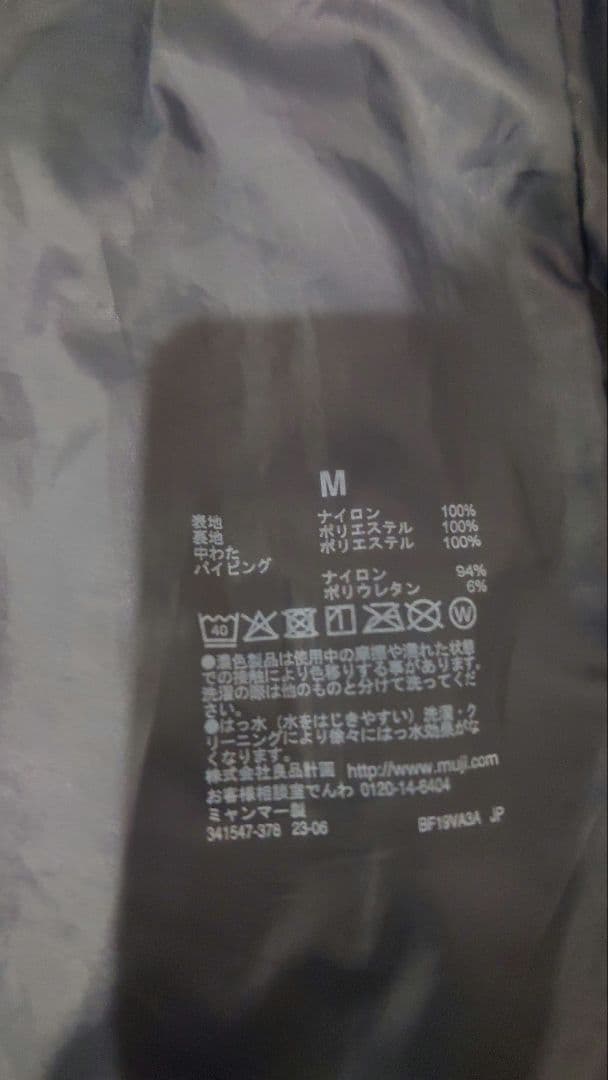 M
表地 ナイロン 100%
裏地 ポリエステル 100%
中わた ポリエステル 100%
パイピング
ナイロン 94%
ポリウレタン 6%
40 W
●濃色製品は使用中の摩擦や濡れた状態
での接触により色移りする事があります。
洗濯の際は他のものと分けて洗ってくだ
さい。
●はっ水（水をはじきやすい）洗濯・ク
リーニングにより徐々にはっ水効果がな
くなります。
株式会社良品計画 http://www.muji.com
お客様相談室でんわ 0120-14-6404
ミャンマー製
341547-378 23-06 BF19VA3A JP